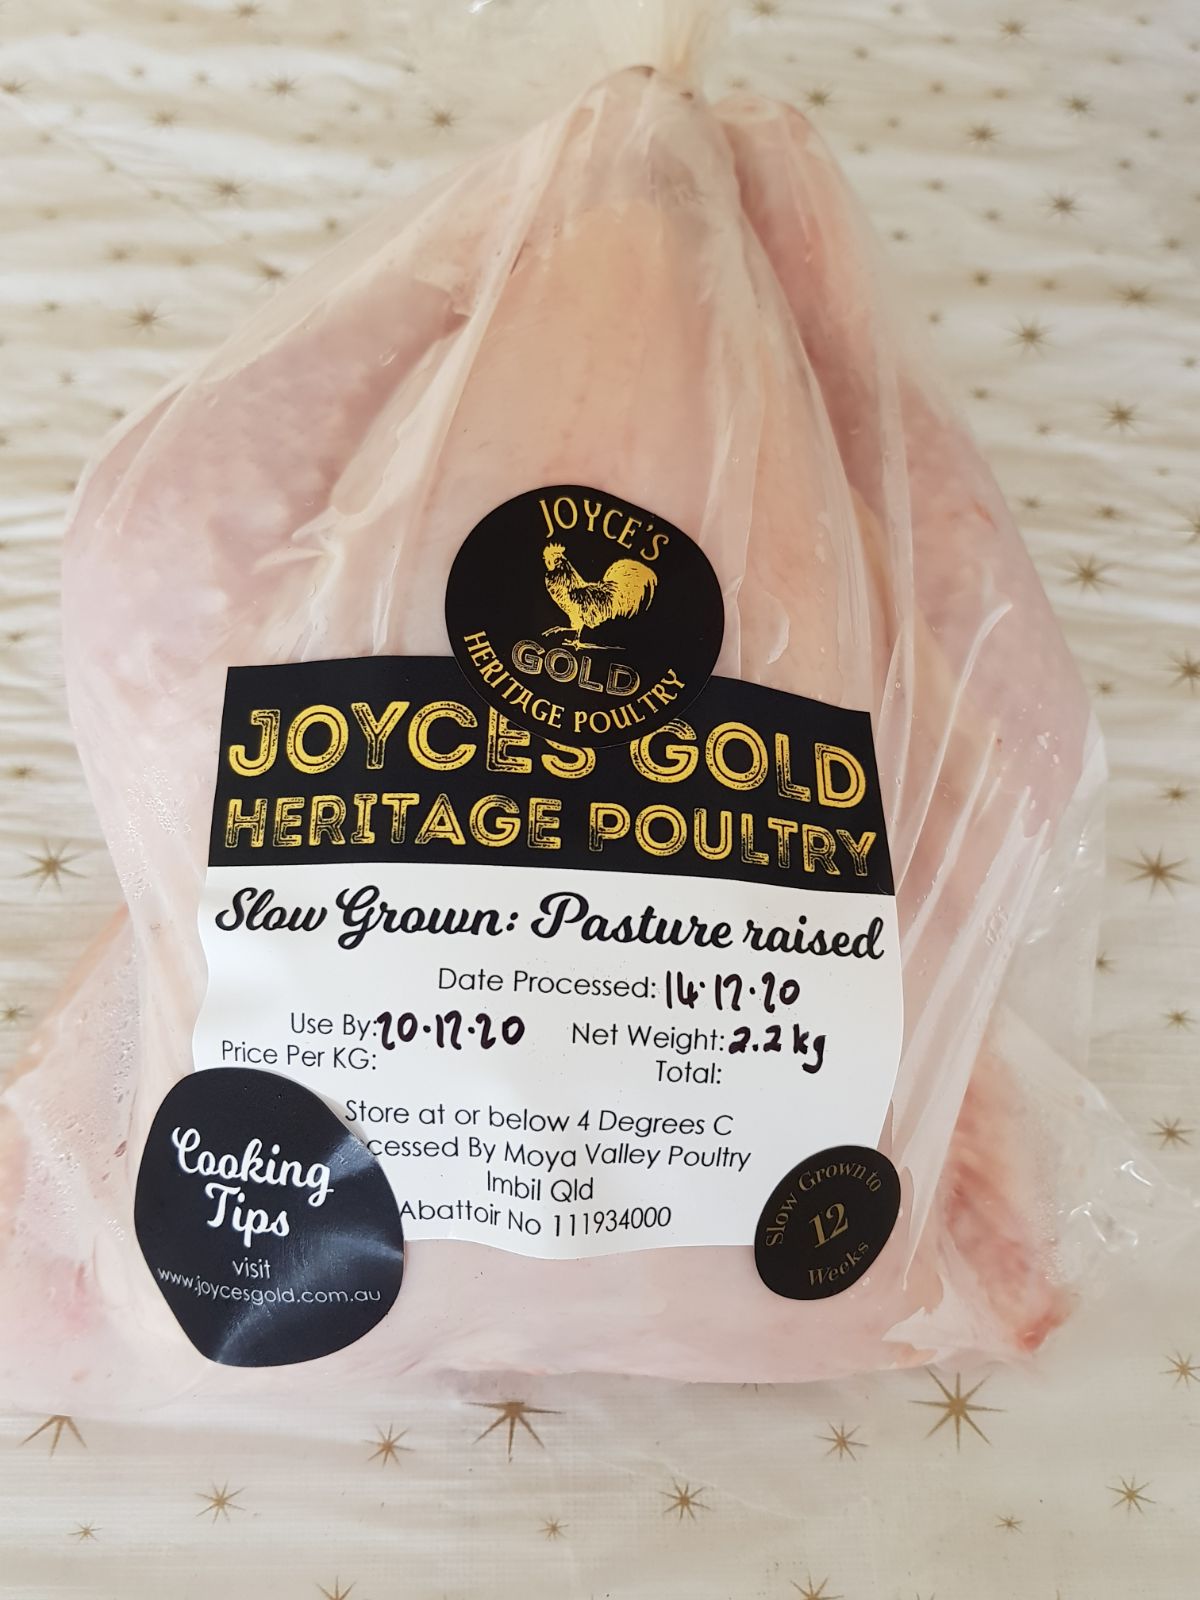 JOYCE'S
GOLD
HERITAGE POULTRY
JOYCES GOLD
HERITAGE POULTRY
Slow Grown: Pasture raised
Date Processed: 14.12.20
Use By: 20.12.20 Net Weight: 2.2 kg
Price Per KG: Total:
Store at or below 4 Degrees C
cessed By Moya Valley Poultry
Imbil Qld
Abattoir No 111934000
Cooking
Tips
visit
www.joycesgold.com.au
Slow Grown to
12
Weeks